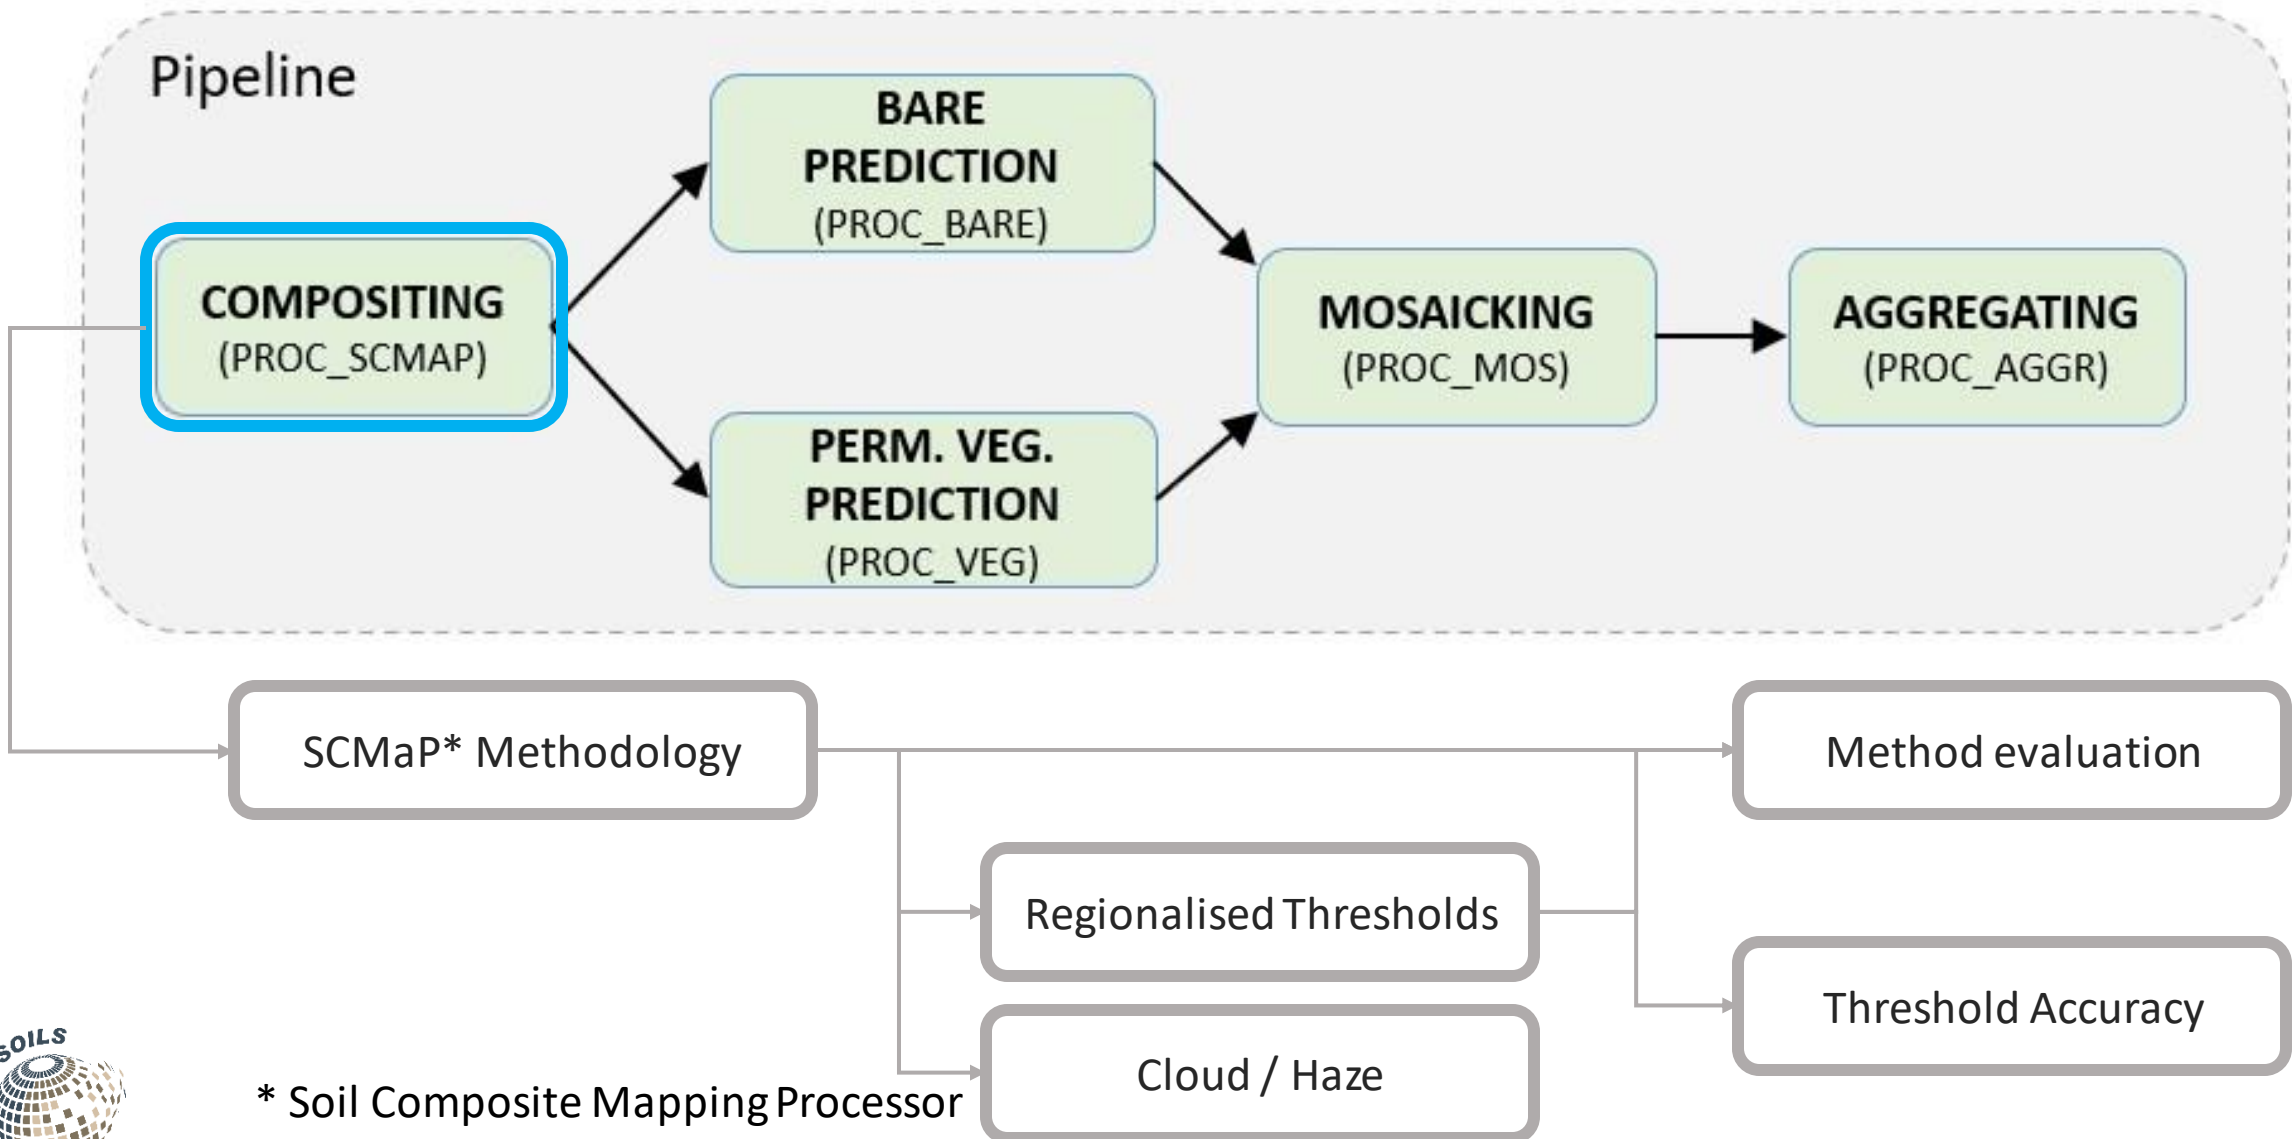 Pipeline
BARE
PREDICTION
(PROC_BARE)
COMPOSITING
(PROC_SCMAP)
MOSAICKING
(PROC_MOS)
AGGREGATING
(PROC_AGGR)
PERM. VEG.
PREDICTION
(PROC_VEG)
SCMaP* Methodology
Method evaluation
Regionalised Thresholds
Threshold Accuracy
Cloud / Haze
SOILS
* Soil Composite Mapping Processor